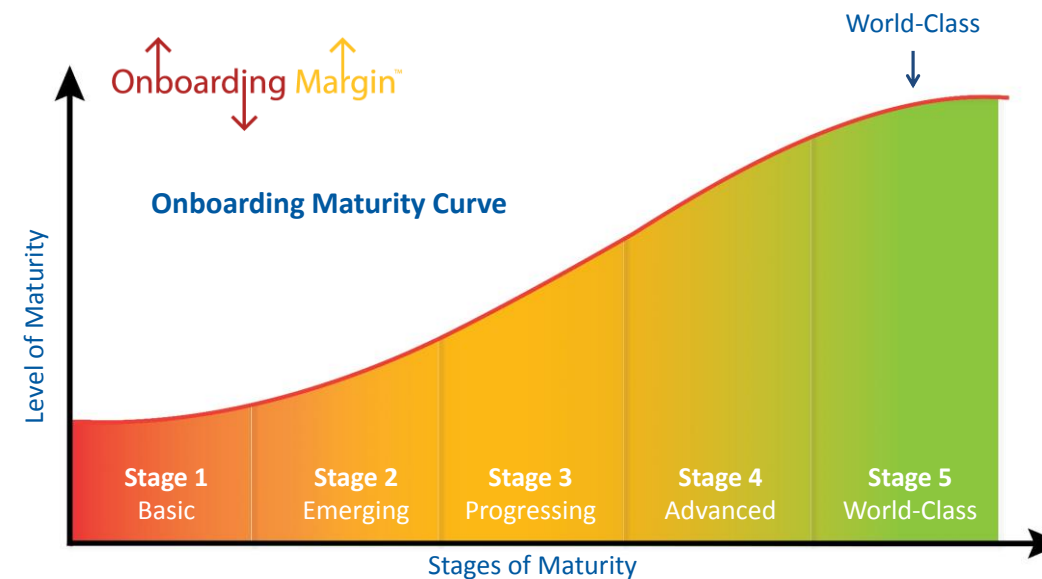 World-Class
Onboarding Margin™
Onboarding Maturity Curve
Level of Maturity
Stage 1
Basic
Stage 2
Emerging
Stage 3
Progressing
Stage 4
Advanced
Stage 5
World-Class
Stages of Maturity